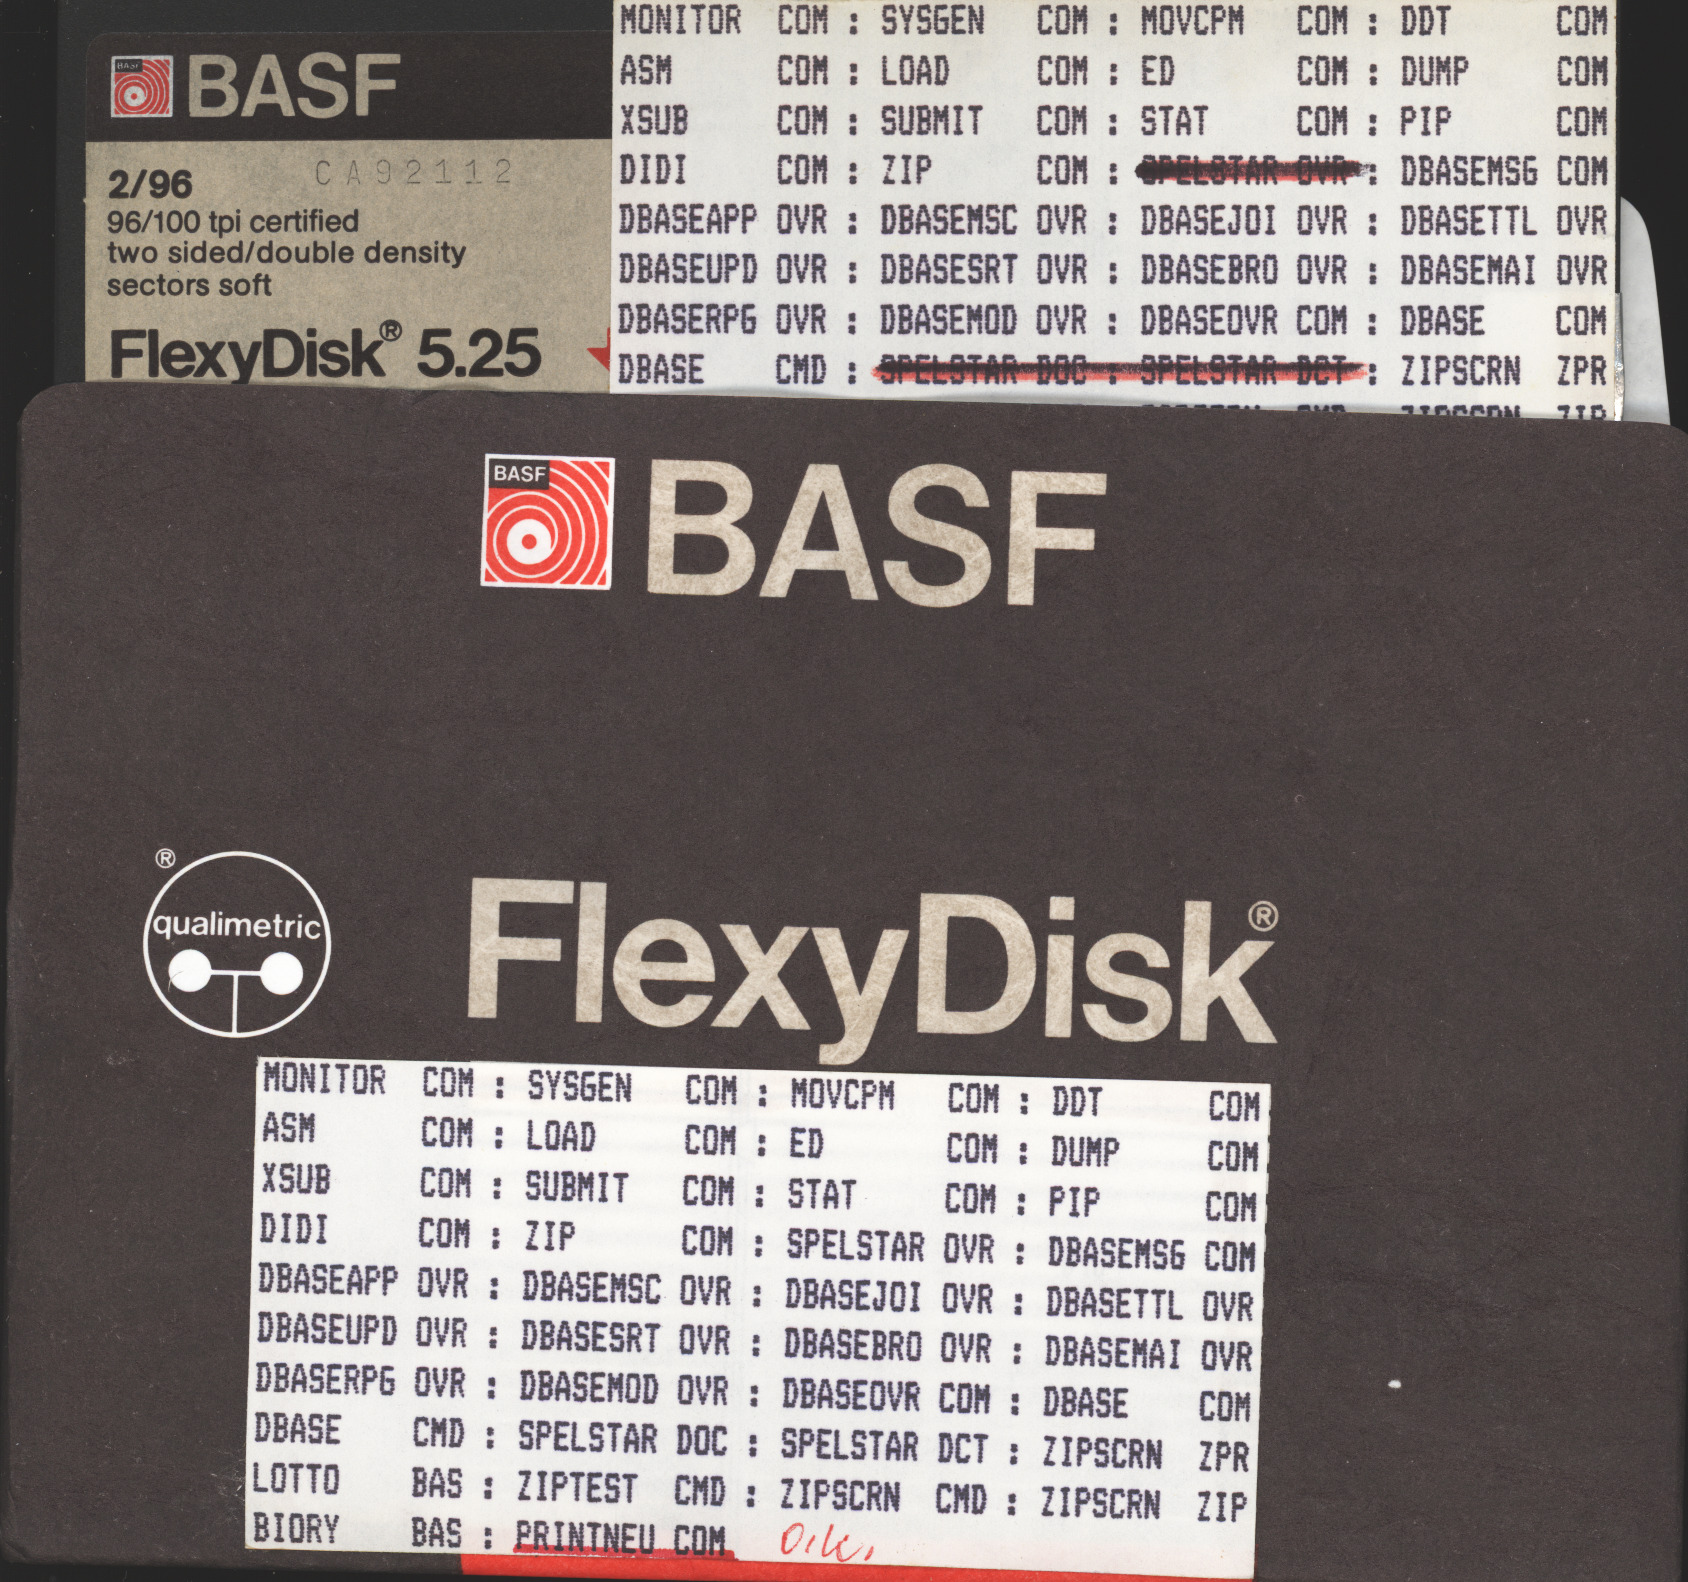 MONITOR COM : SYSGEN COM : MOVCPM COM : DDT COM
ASM COM : LOAD COM : ED COM : DUMP COM
XSUB COM : SUBMIT COM : STAT COM : PIP COM
DIDI COM : ZIP COM : SPELSTAR OVR : DBASEMSG COM
DBASEAPP OVR : DBASEMSC OVR : DBASEJOI OVR : DBASETTL OVR
DBASEUPD OVR : DBASESRT OVR : DBASEBRO OVR : DBASEMAI OVR
DBASERPG OVR : DBASEMOD OVR : DBASEOVR COM : DBASE COM
DBASE CMD : SPELSTAR DOC : SPELSTAR DCT : ZIPSCRN ZPR
ZIPSCRN ZIP
BASF BASF
CA92112
2/96
96/100 tpi certified
two sided/double density
sectors soft
FlexyDisk® 5.25
BASF BASF
® qualimetric
FlexyDisk®
MONITOR COM : SYSGEN COM : MOVCPM COM : DDT COM
ASM COM : LOAD COM : ED COM : DUMP COM
XSUB COM : SUBMIT COM : STAT COM : PIP COM
DIDI COM : ZIP COM : SPELSTAR OVR : DBASEMSG COM
DBASEAPP OVR : DBASEMSC OVR : DBASEJOI OVR : DBASETTL OVR
DBASEUPD OVR : DBASESRT OVR : DBASEBRO OVR : DBASEMAI OVR
DBASERPG OVR : DBASEMOD OVR : DBASEOVR COM : DBASE COM
DBASE CMD : SPELSTAR DOC : SPELSTAR DCT : ZIPSCRN ZPR
LOTTO BAS : ZIPTEST CMD : ZIPSCRN CMD : ZIPSCRN ZIP
BIORY BAS : PRINTNEU COM O.k.